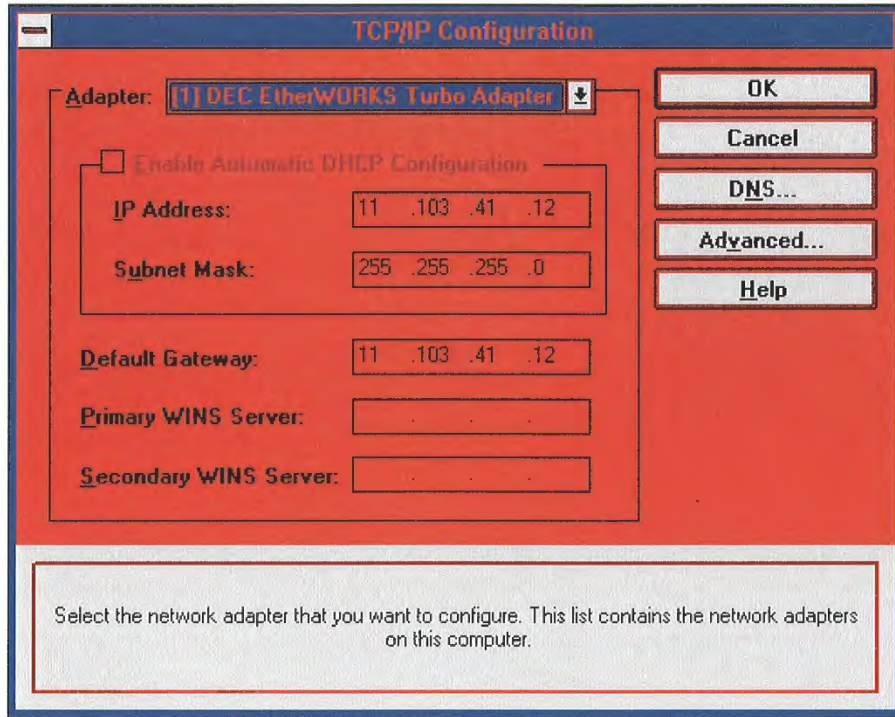 TCP/IP Configuration
Adapter: [1] DEC EtherWORKS Turbo Adapter
Enable Automatic DHCP Configuration
IP Address: 11 .103 .41 .12
Subnet Mask: 255 .255 .255 .0
Default Gateway: 11 .103 .41 .12
Primary WINS Server: . . .
Secondary WINS Server: . . .
OK
Cancel
DNS...
Advanced...
Help
Select the network adapter that you want to configure. This list contains the network adapters
on this computer.